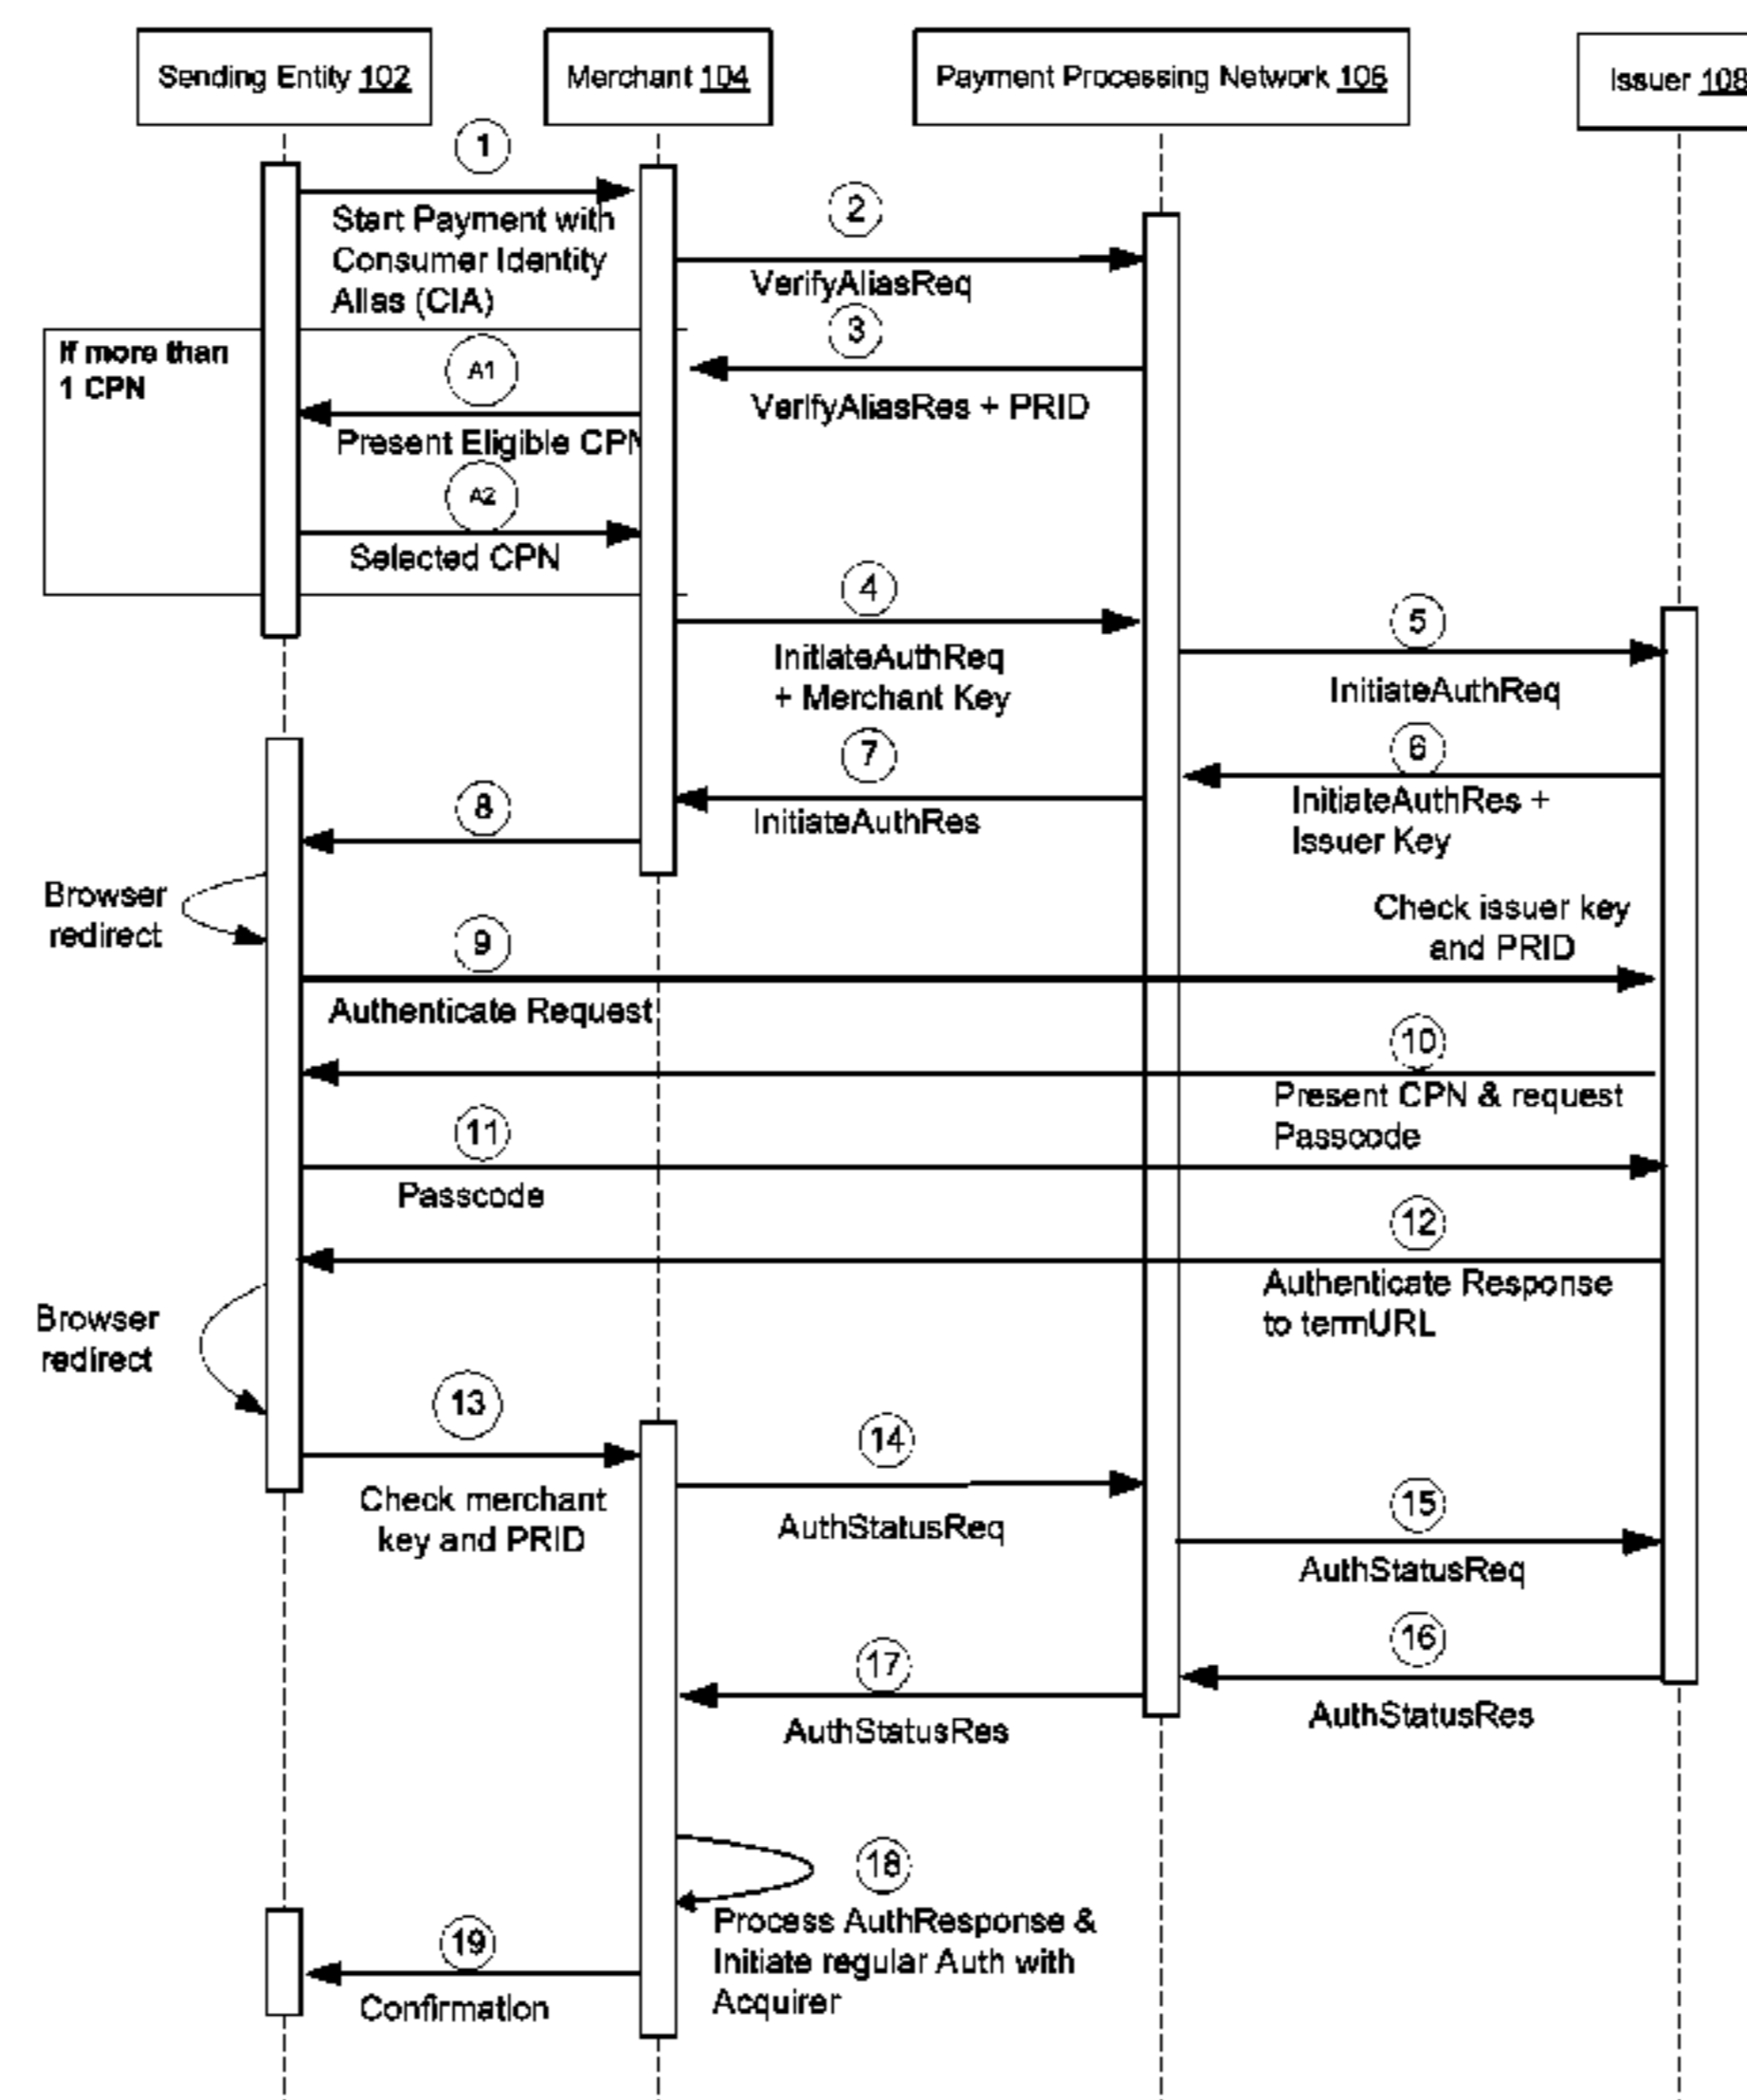 Sending Entity 102
Merchant 104
Payment Processing Network 106
Issuer 108
1
Start Payment with
Consumer Identity
Alias (CIA)
2
VerifyAliasReq
3
VerifyAliasRes + PRID
If more than
1 CPN
A1
Present Eligible CPN
A2
Selected CPN
4
InitiateAuthReq
+ Merchant Key
5
InitiateAuthReq
6
InitiateAuthRes +
Issuer Key
7
InitiateAuthRes
8
Browser
redirect
Check issuer key
and PRID
9
Authenticate Request
10
Present CPN & request
Passcode
11
Passcode
12
Authenticate Response
to termURL
Browser
redirect
13
Check merchant
key and PRID
14
AuthStatusReq
15
AuthStatusReq
16
AuthStatusRes
17
AuthStatusRes
18
Process AuthResponse &
Initiate regular Auth with
Acquirer
19
Confirmation